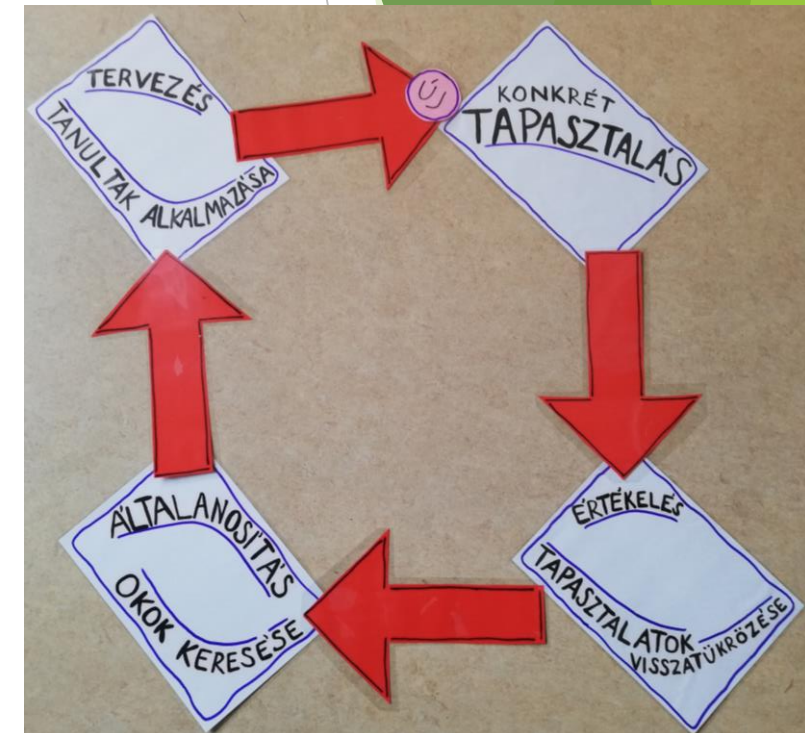 TERVEZÉS
TANULTAK ALKALMAZÁSA
ÚJ
KONKRÉT
TAPASZTALÁS
ÉRTÉKELÉS
TAPASZTALATOK
VISSZATÜKRÖZÉSE
ÁLTALANOSÍTÁS
OKOK KERESÉSE